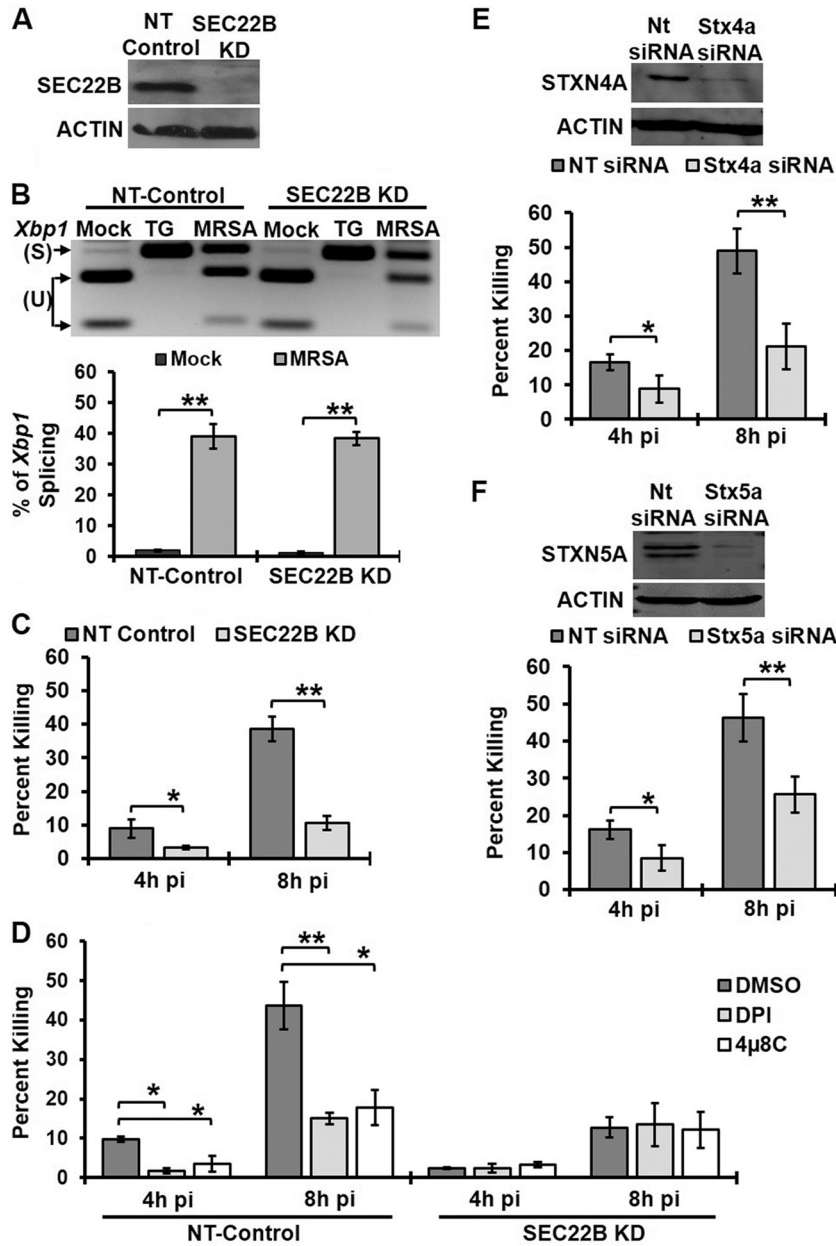 A
NT Control
SEC22B KD
SEC22B
ACTIN
B
NT-Control
SEC22B KD
Xbp1
Mock
TG
MRSA
Mock
TG
MRSA
(S)
(U)
Mock
MRSA
% of Xbp1 Splicing
60
50
40
30
20
10
0
**
**
NT-Control
SEC22B KD
C
NT Control
SEC22B KD
Percent Killing
60
50
40
30
20
10
0
*
**
4h pi
8h pi
D
Percent Killing
60
50
40
30
20
10
0
*
*
**
*
DMSO
DPI
4µ8C
4h pi
8h pi
4h pi
8h pi
NT-Control
SEC22B KD
E
Nt siRNA
Stx4a siRNA
STXN4A
ACTIN
NT siRNA
Stx4a siRNA
Percent Killing
60
50
40
30
20
10
0
*
**
4h pi
8h pi
F
Nt siRNA
Stx5a siRNA
STXN5A
ACTIN
NT siRNA
Stx5a siRNA
Percent Killing
60
50
40
30
20
10
0
*
**
4h pi
8h pi